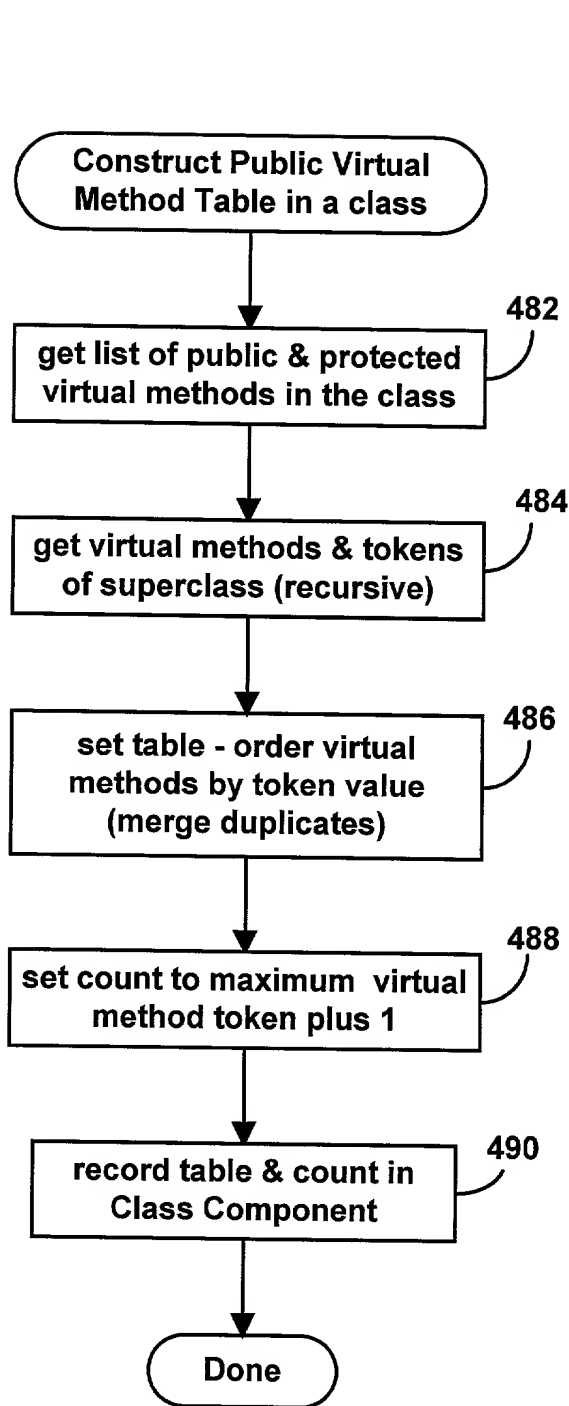 Construct Public Virtual
Method Table in a class
482
get list of public & protected
virtual methods in the class
484
get virtual methods & tokens
of superclass (recursive)
486
set table - order virtual
methods by token value
(merge duplicates)
488
set count to maximum virtual
method token plus 1
490
record table & count in
Class Component
Done